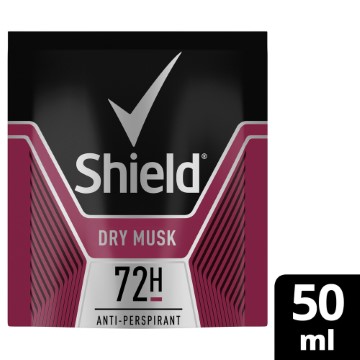 Shield®
DRY MUSK
72H
ANTI-PERSPIRANT
50
ml